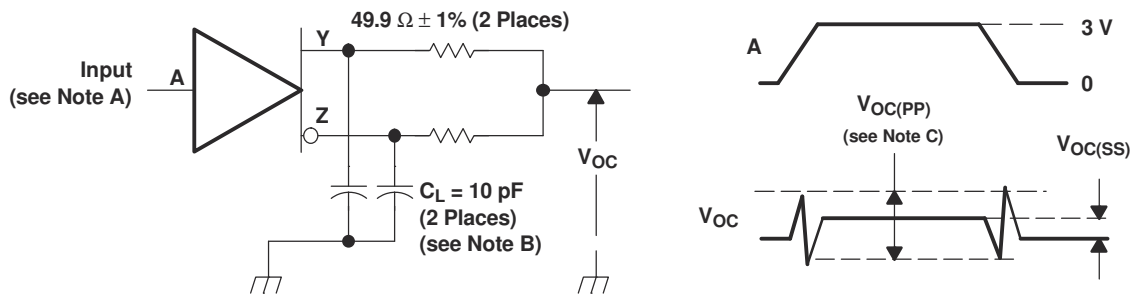 49.9 Ω ± 1% (2 Places)
Y
Input
(see Note A)
A
Z
V_OC
C_L = 10 pF
(2 Places)
(see Note B)
A
3 V
0
V_OC(PP)
(see Note C)
V_OC(SS)
V_OC